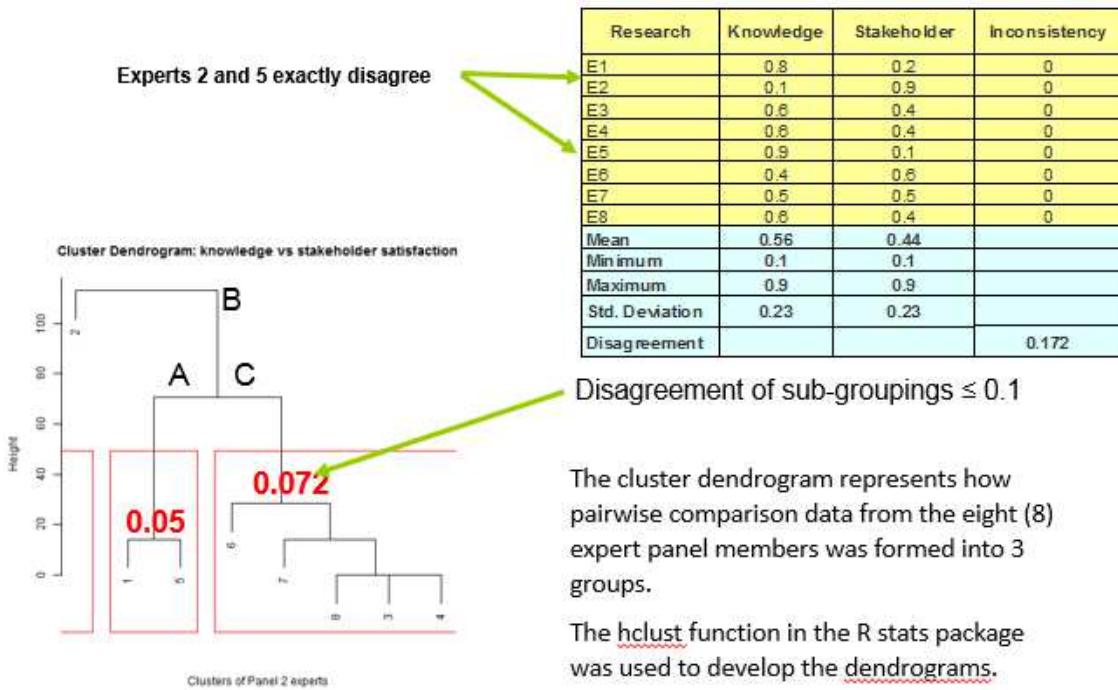 Experts 2 and 5 exactly disagree
Research Knowledge Stakeholder Inconsistency
E1 0.8 0.2 0
E2 0.1 0.9 0
E3 0.6 0.4 0
E4 0.6 0.4 0
E5 0.9 0.1 0
E6 0.4 0.6 0
E7 0.5 0.5 0
E8 0.6 0.4 0
Mean 0.56 0.44
Minimum 0.1 0.1
Maximum 0.9 0.9
Std. Deviation 0.23 0.23
Disagreement 0.172
Cluster Dendrogram: knowledge vs stakeholder satisfaction
Height
100
80
60
40
20
0
B
A C
2
0.05
0.072
1 5
6
7
8 3 4
Clusters of Panel 2 experts
Disagreement of sub-groupings ≤ 0.1
The cluster dendrogram represents how
pairwise comparison data from the eight (8)
expert panel members was formed into 3
groups.
The hclust function in the R stats package
was used to develop the dendrograms.